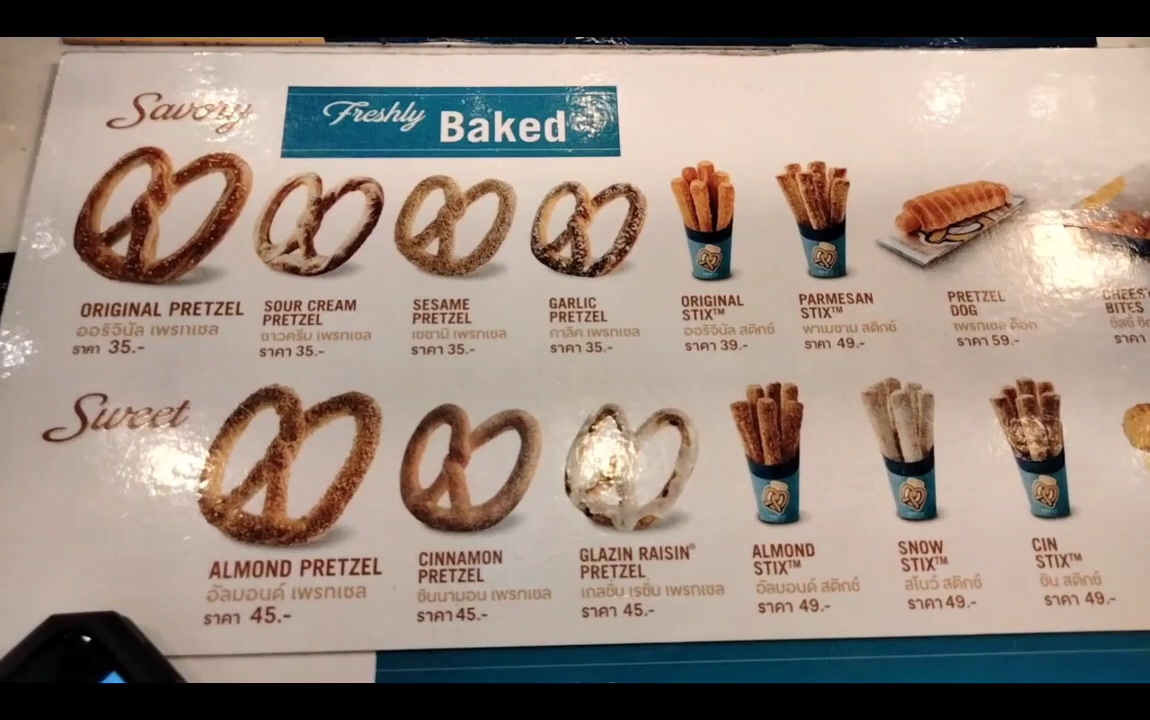 Savory
Freshly Baked
ORIGINAL PRETZEL
ออริจินัล เพรทเซล
ราคา 35.-
SOUR CREAM
PRETZEL
ซาวครีม เพรทเซล
ราคา 35.-
SESAME
PRETZEL
เซซามิ เพรทเซล
ราคา 35.-
GARLIC
PRETZEL
กาลิค เพรทเซล
ราคา 35.-
ORIGINAL
STIX™
ออริจินัล สติกซ์
ราคา 39.-
PARMESAN
STIX™
พาเมซาน สติกซ์
ราคา 49.-
PRETZEL
DOG
เพรทเซล ด็อก
ราคา 59.-
BITES
ราคา
Sweet
ALMOND PRETZEL
อัลมอนด์ เพรทเซล
ราคา 45.-
CINNAMON
PRETZEL
ซินนามอน เพรทเซล
ราคา 45.-
GLAZIN RAISIN®
PRETZEL
เกลซิ่น เรซิ่น เพรทเซล
ราคา 45.-
ALMOND
STIX™
อัลมอนด์ สติกซ์
ราคา 49.-
SNOW
STIX™
สโนว์ สติกซ์
ราคา 49.-
CIN
STIX™
ซิน สติกซ์
ราคา 49.-